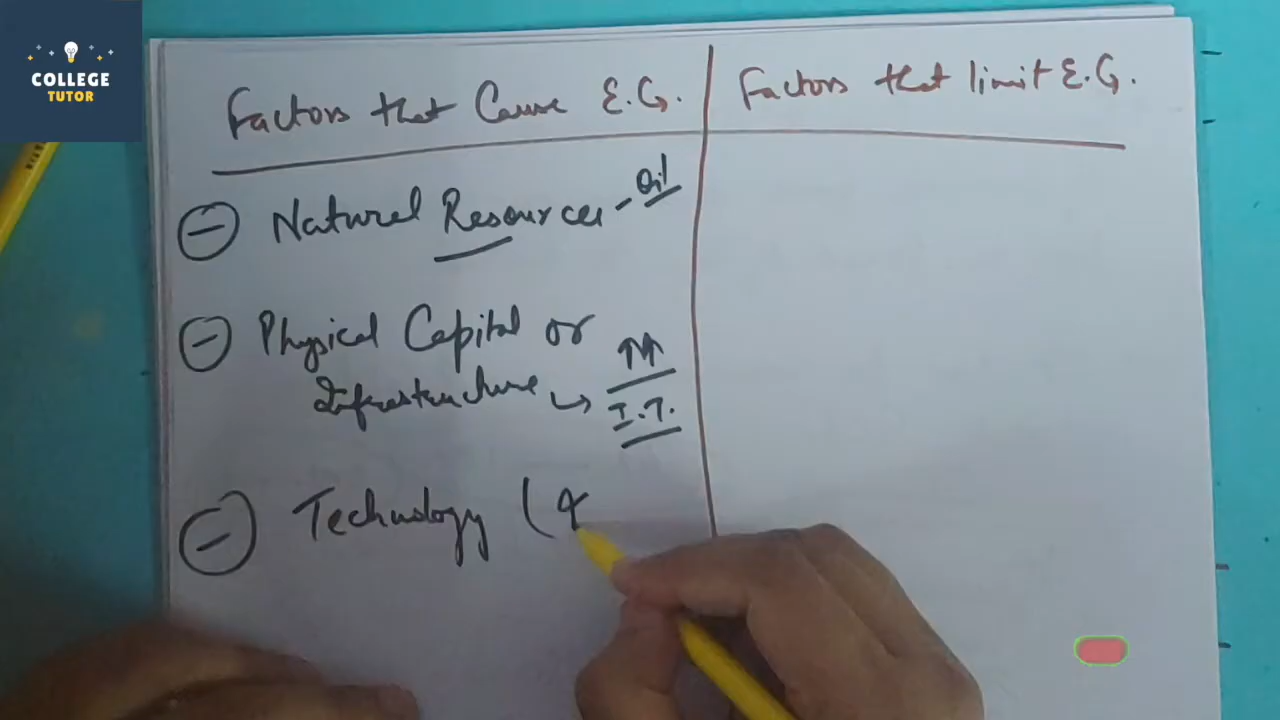 COLLEGE
TUTOR
Factors that Cause E.G.
Factors that limit E.G.
Natural Resources - Oil
Physical Capital or
Infrastructure
I.T.
Technology (